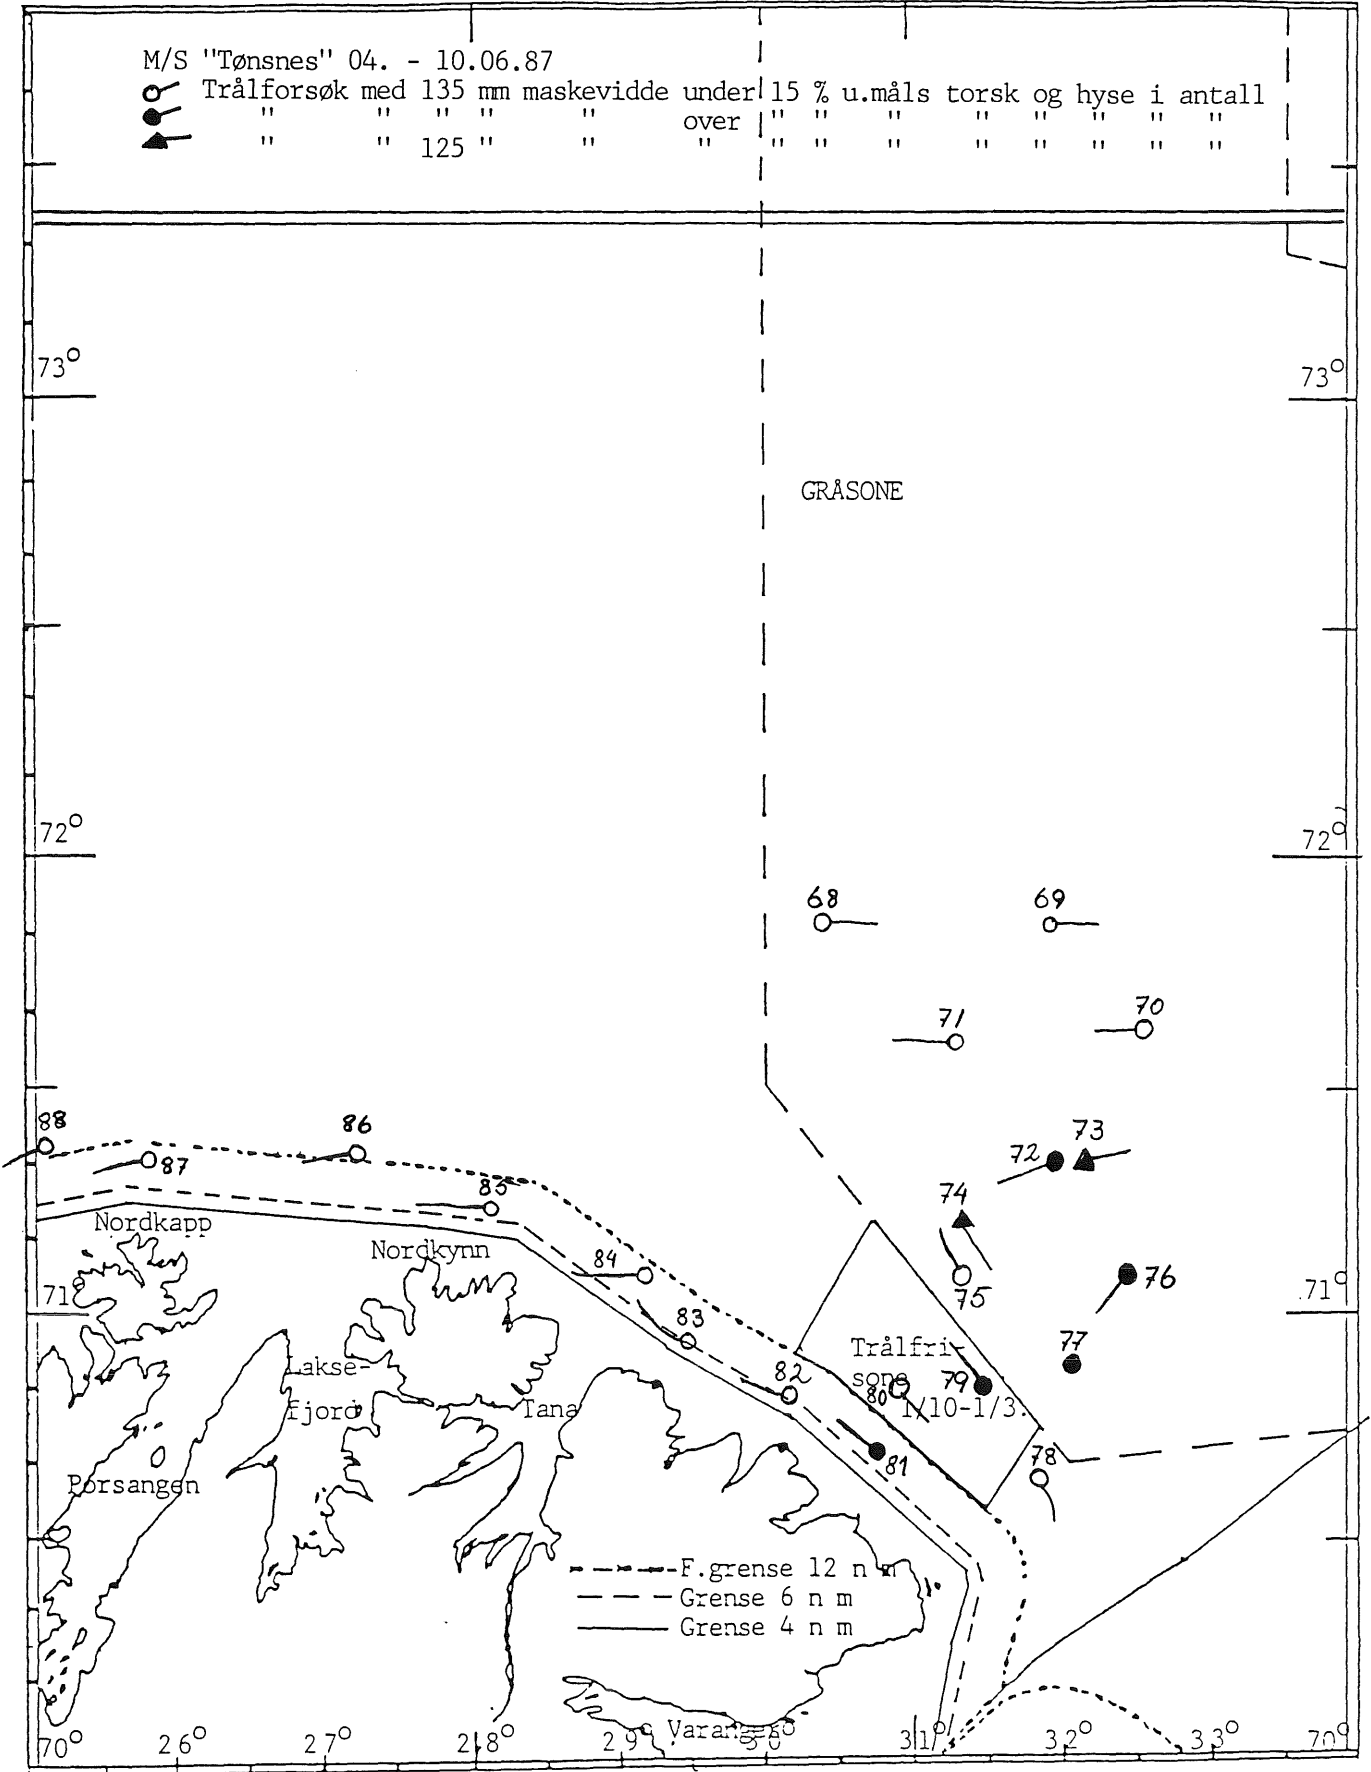 M/S "Tønsnes" 04. - 10.06.87
Trålforsøk med 135 mm maskevidde under 15 % u.måls torsk og hyse i antall
" " " " " over " " " " " " " "
" " 125 " " " " " " " " " " "
73° 73°
GRÅSONE
72° 72°
68 69
71 70
88 86 72 73
87
85 74
Nordkapp
Nordkynn
84 76
71° 75 71°
83 77
Trålfri-
Lakse- 82 sone 79
fjord Tana 80 1/10-1/3.
81 78
Porsangen
F.grense 12 n m
Grense 6 n m
Grense 4 n m
Varanger
70° 26° 27° 28° 29 30 31° 32° 33° 70°